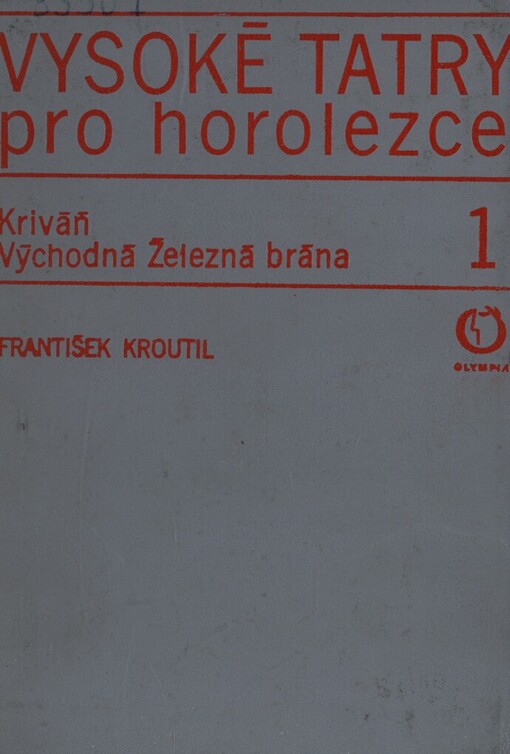 VYSOKÉ TATRY
pro horolezce
Kriváň
Východná Železná brána
1
FRANTIŠEK KROUTIL
OLYMPIA